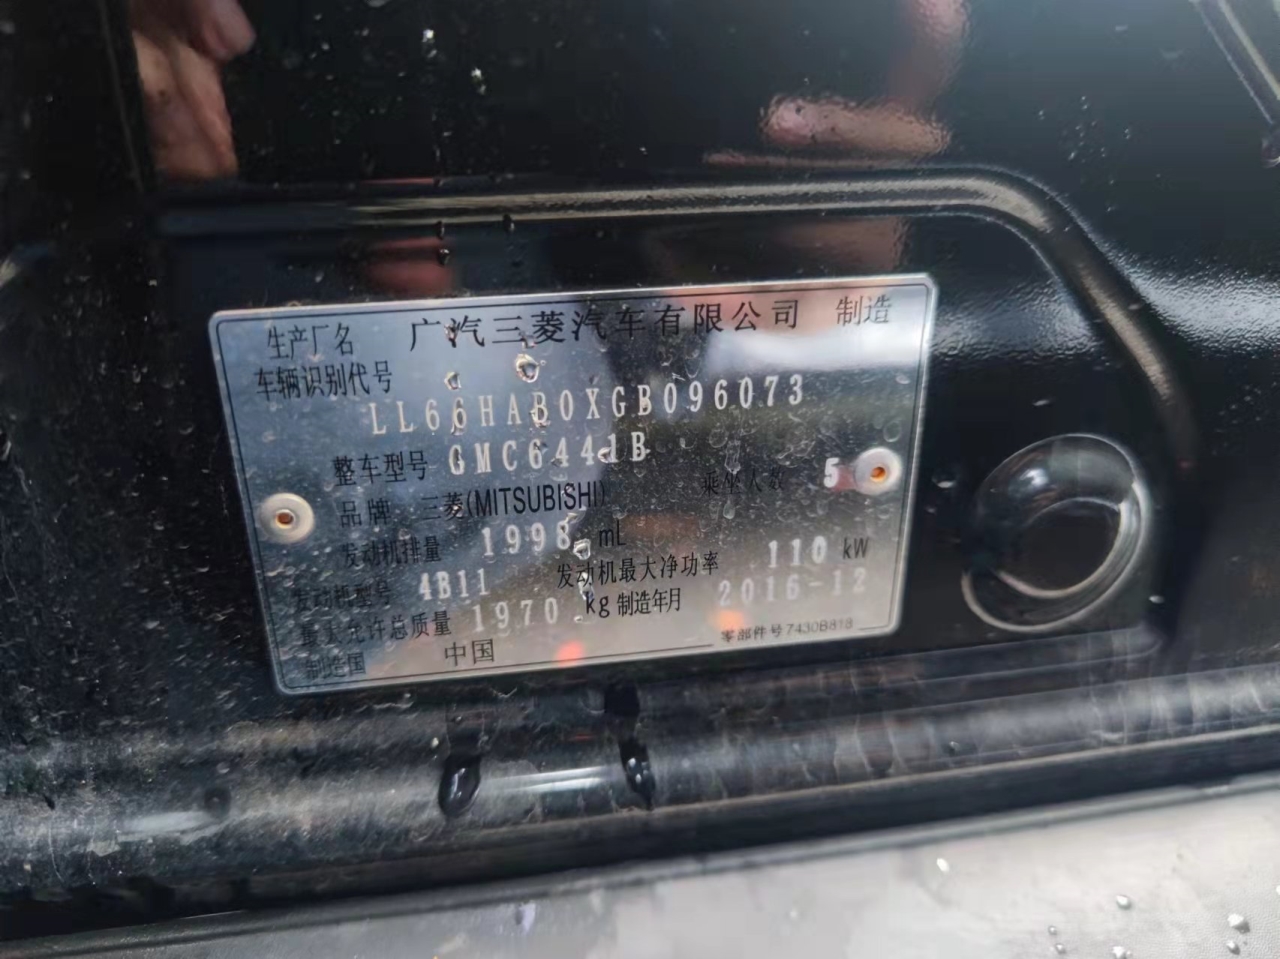 生产厂名 广汽三菱汽车有限公司 制造
车辆识别代号
LL66HAB0XGB096073
整车型号 GMC6441B
品牌 三菱(MITSUBISHI) 乘坐人数 5
发动机排量 1998 mL
发动机型号 4B11 发动机最大净功率 110 kW
最大允许总质量 1970 kg 制造年月 2016-12
制造国 中国 零部件号 7430B818